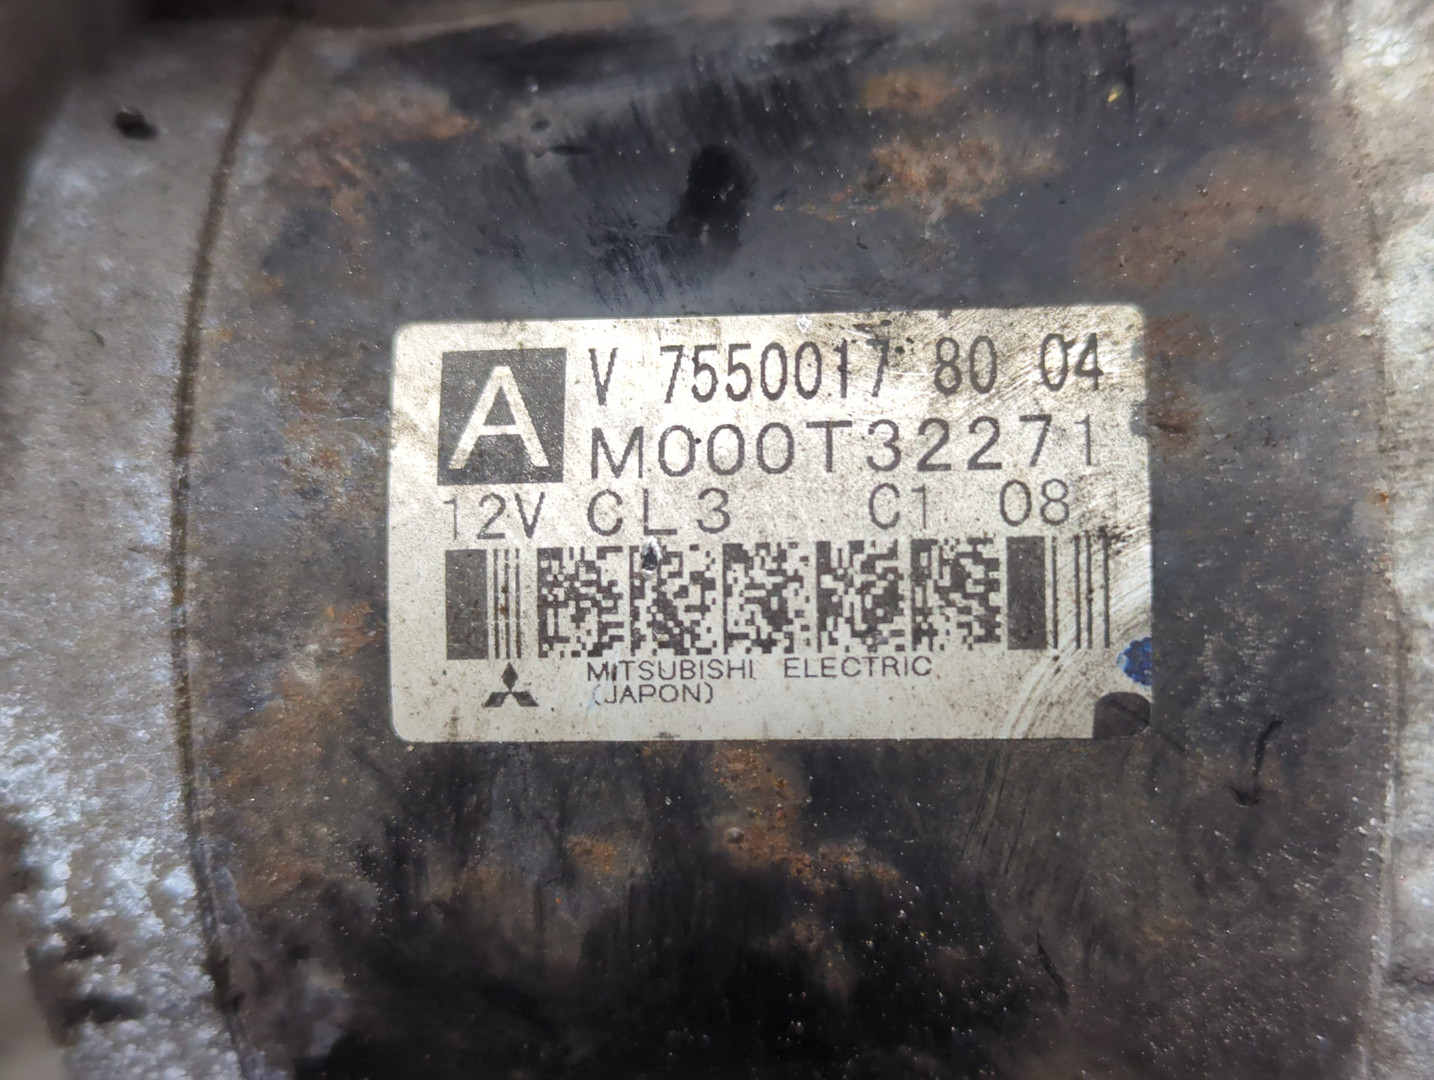 A V 7550017 80 04
M000T32271
12V CL3 C1 08
MITSUBISHI ELECTRIC
(JAPON)